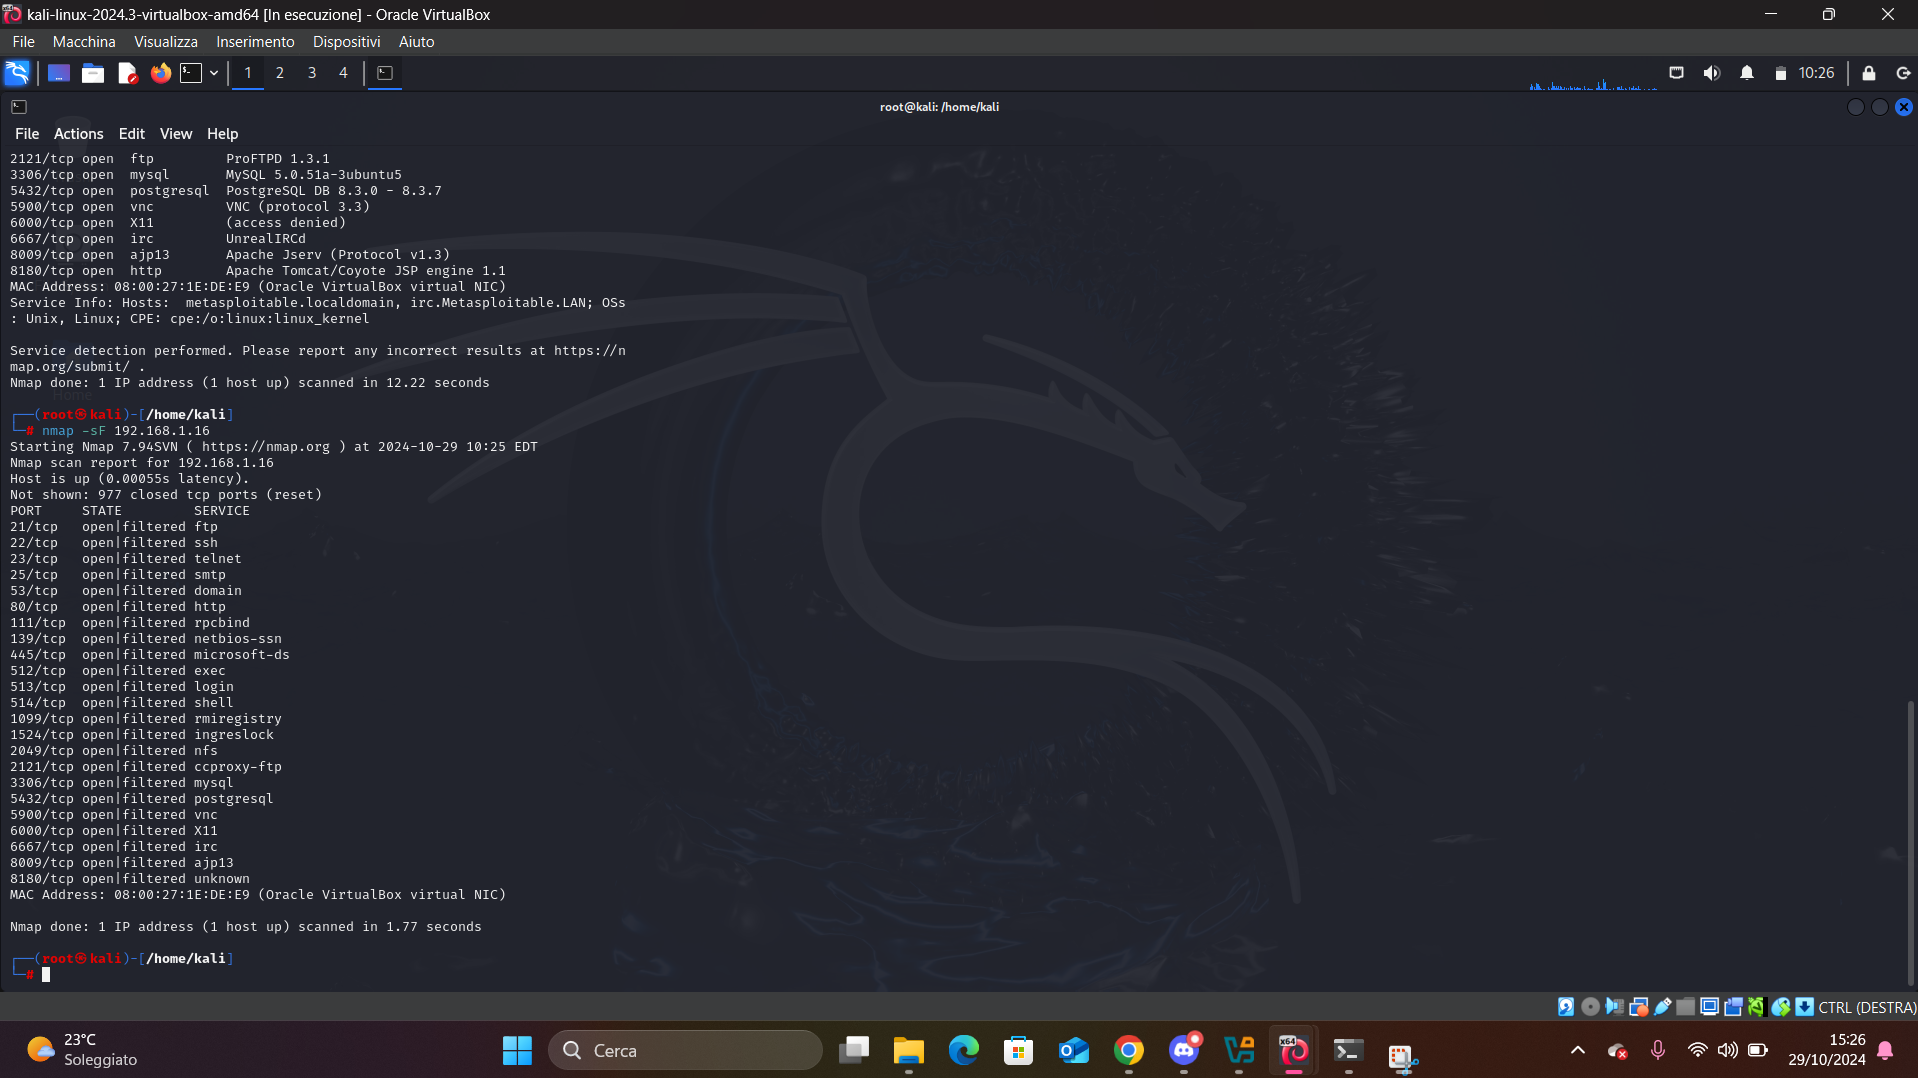 kali-linux-2024.3-virtualbox-amd64 [In esecuzione] - Oracle VirtualBox
File Macchina Visualizza Inserimento Dispositivi Aiuto
1 2 3 4 10:26
root@kali: /home/kali
File Actions Edit View Help
2121/tcp open  ftp         ProFTPD 1.3.1
3306/tcp open  mysql       MySQL 5.0.51a-3ubuntu5
5432/tcp open  postgresql  PostgreSQL DB 8.3.0 - 8.3.7
5900/tcp open  vnc         VNC (protocol 3.3)
6000/tcp open  X11         (access denied)
6667/tcp open  irc         UnrealIRCd
8009/tcp open  ajp13       Apache Jserv (Protocol v1.3)
8180/tcp open  http        Apache Tomcat/Coyote JSP engine 1.1
MAC Address: 08:00:27:1E:DE:E9 (Oracle VirtualBox virtual NIC)
Service Info: Hosts:  metasploitable.localdomain, irc.Metasploitable.LAN; OSs
: Unix, Linux; CPE: cpe:/o:linux:linux_kernel
Service detection performed. Please report any incorrect results at https://n
map.org/submit/ .
Nmap done: 1 IP address (1 host up) scanned in 12.22 seconds
Home
┌──(root㉿kali)-[/home/kali]
└─# nmap -sF 192.168.1.16
Starting Nmap 7.94SVN ( https://nmap.org ) at 2024-10-29 10:25 EDT
Nmap scan report for 192.168.1.16
Host is up (0.00055s latency).
Not shown: 977 closed tcp ports (reset)
PORT     STATE         SERVICE
21/tcp   open|filtered ftp
22/tcp   open|filtered ssh
23/tcp   open|filtered telnet
25/tcp   open|filtered smtp
53/tcp   open|filtered domain
80/tcp   open|filtered http
111/tcp  open|filtered rpcbind
139/tcp  open|filtered netbios-ssn
445/tcp  open|filtered microsoft-ds
512/tcp  open|filtered exec
513/tcp  open|filtered login
514/tcp  open|filtered shell
1099/tcp open|filtered rmiregistry
1524/tcp open|filtered ingreslock
2049/tcp open|filtered nfs
2121/tcp open|filtered ccproxy-ftp
3306/tcp open|filtered mysql
5432/tcp open|filtered postgresql
5900/tcp open|filtered vnc
6000/tcp open|filtered X11
6667/tcp open|filtered irc
8009/tcp open|filtered ajp13
8180/tcp open|filtered unknown
MAC Address: 08:00:27:1E:DE:E9 (Oracle VirtualBox virtual NIC)
Nmap done: 1 IP address (1 host up) scanned in 1.77 seconds
┌──(root㉿kali)-[/home/kali]
└─#
CTRL (DESTRA)
23°C
Soleggiato
Cerca
15:26
29/10/2024